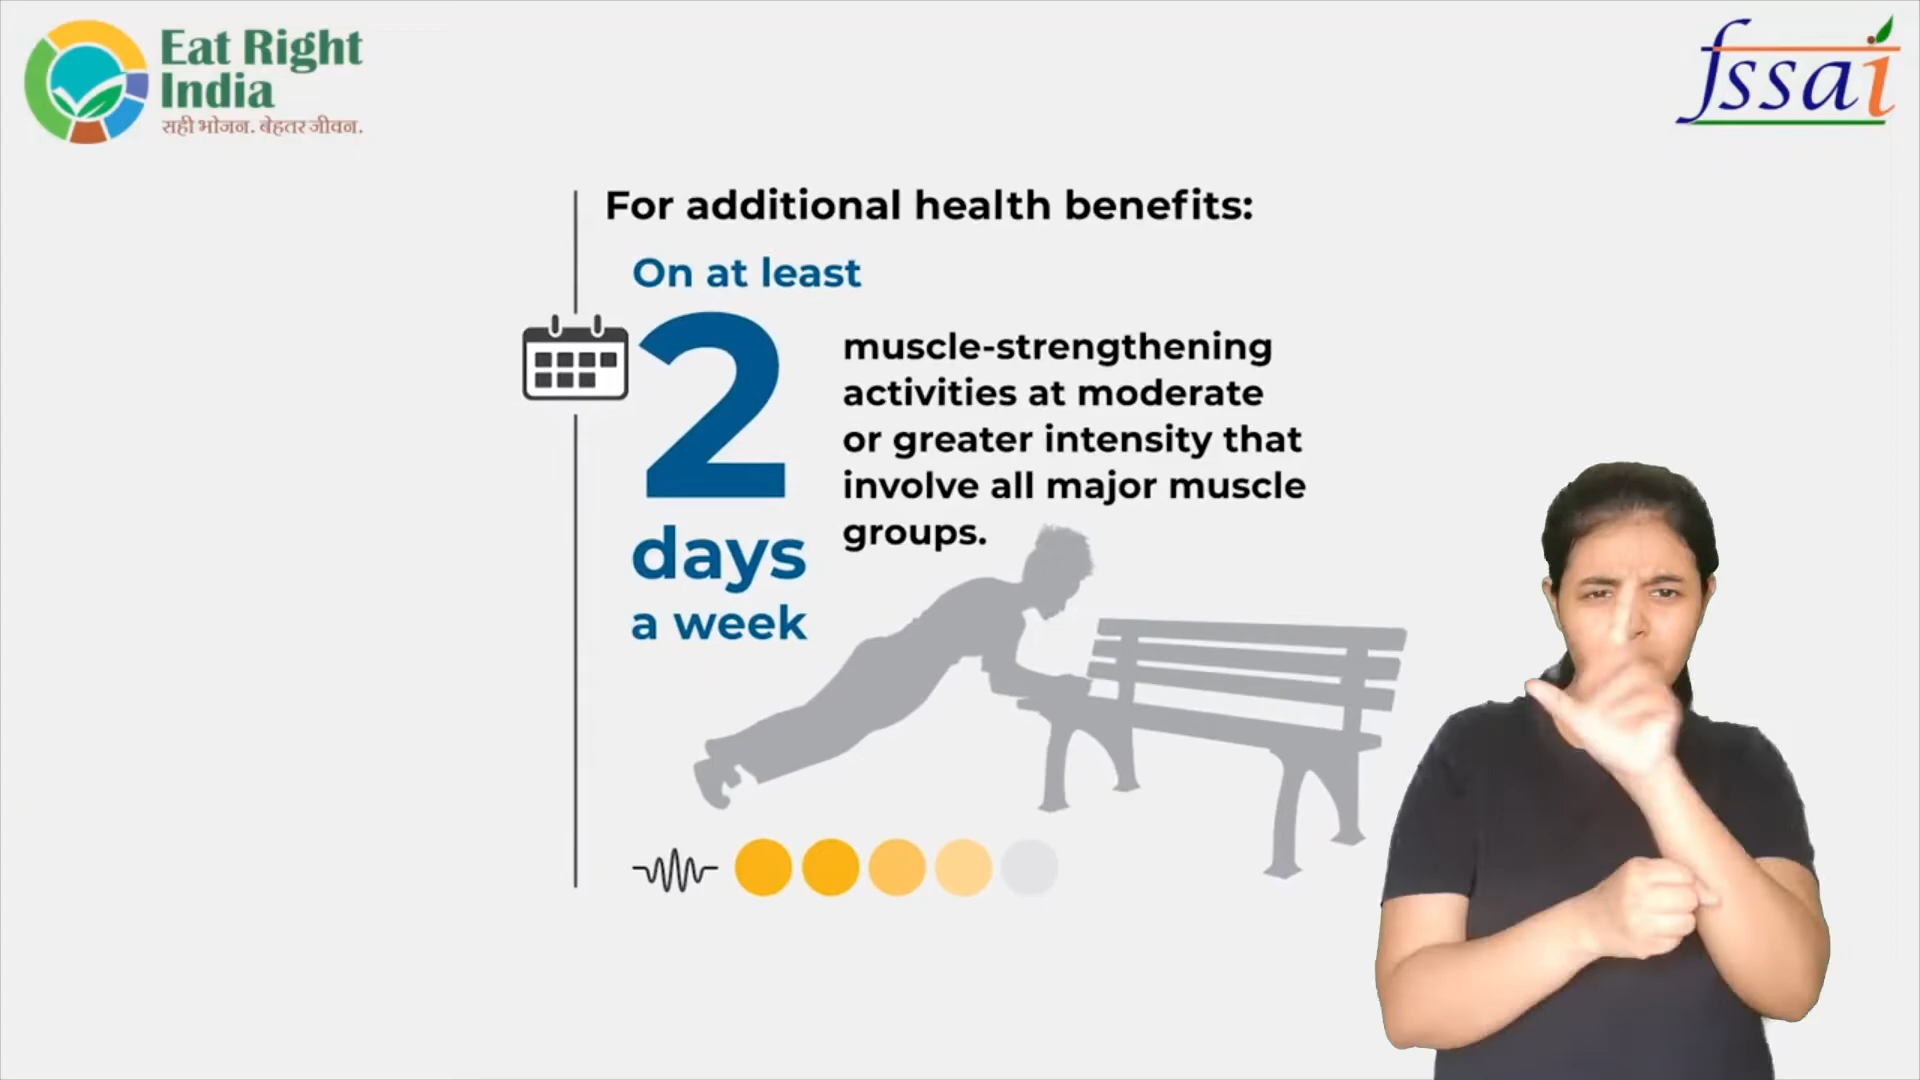 Eat Right
India
सही भोजन. बेहतर जीवन.
fssai
For additional health benefits:
On at least
2
days
a week
muscle-strengthening
activities at moderate
or greater intensity that
involve all major muscle
groups.